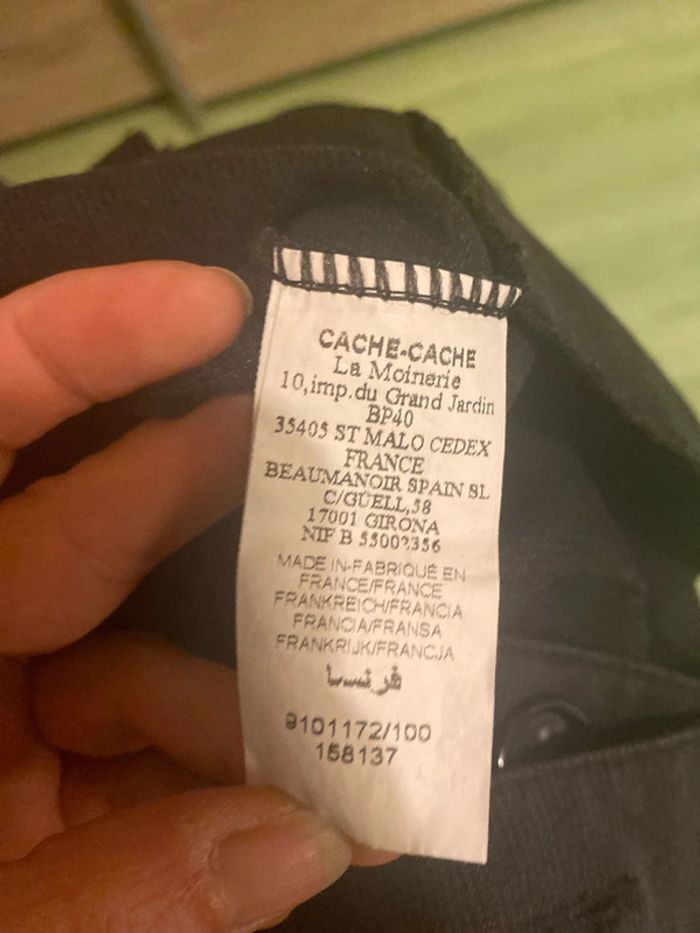 CACHE-CACHE
La Moinerie
10,imp.du Grand Jardin
BP40
35405 ST MALO CEDEX
FRANCE
BEAUMANOIR SPAIN SL
C/GÜELL,58
17001 GIRONA
NIF B
MADE IN-FABRIQUÉ EN
FRANCE/FRANCE
FRANKREICH/FRANCIA
FRANCIA/FRANSA
FRANKRIJK/FRANCJA
فرنسا
9101172/100
158137